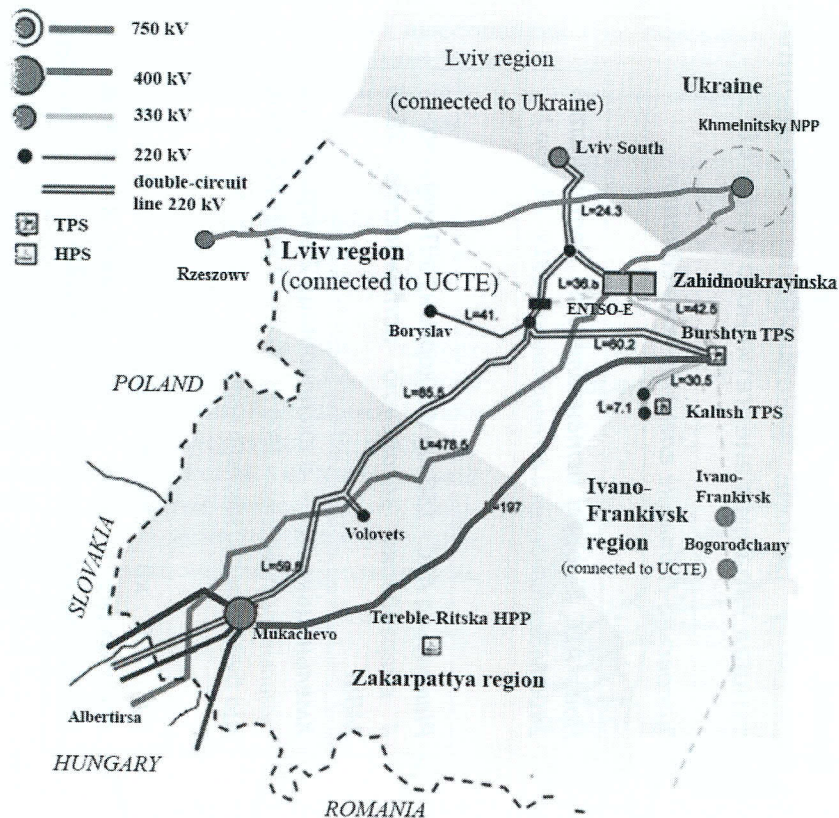 750 kV
400 kV
330 kV
220 kV
double-circuit
line 220 kV
TPS
HPS
Lviv region
(connected to Ukraine)
Ukraine
Khmelnitsky NPP
Lviv South
L=24.3
Rzeszowv
Lviv region
(connected to UCTE)
Zahidnoukrayinska
ENTSO-E
L=42.5
L=41.
Boryslav
Burshtyn TPS
L=60.2
POLAND
L=30.5
L=65.5
L=7.1
Kalush TPS
L=478.5
Ivano-
Frankivsk
region
(connected to UCTE)
Ivano-
Frankivsk
L=197
Volovets
Bogorodchany
SLOVAKIA
Tereble-Ritska HPP
Mukachevo
Zakarpattya region
Albertirsa
HUNGARY
ROMANIA